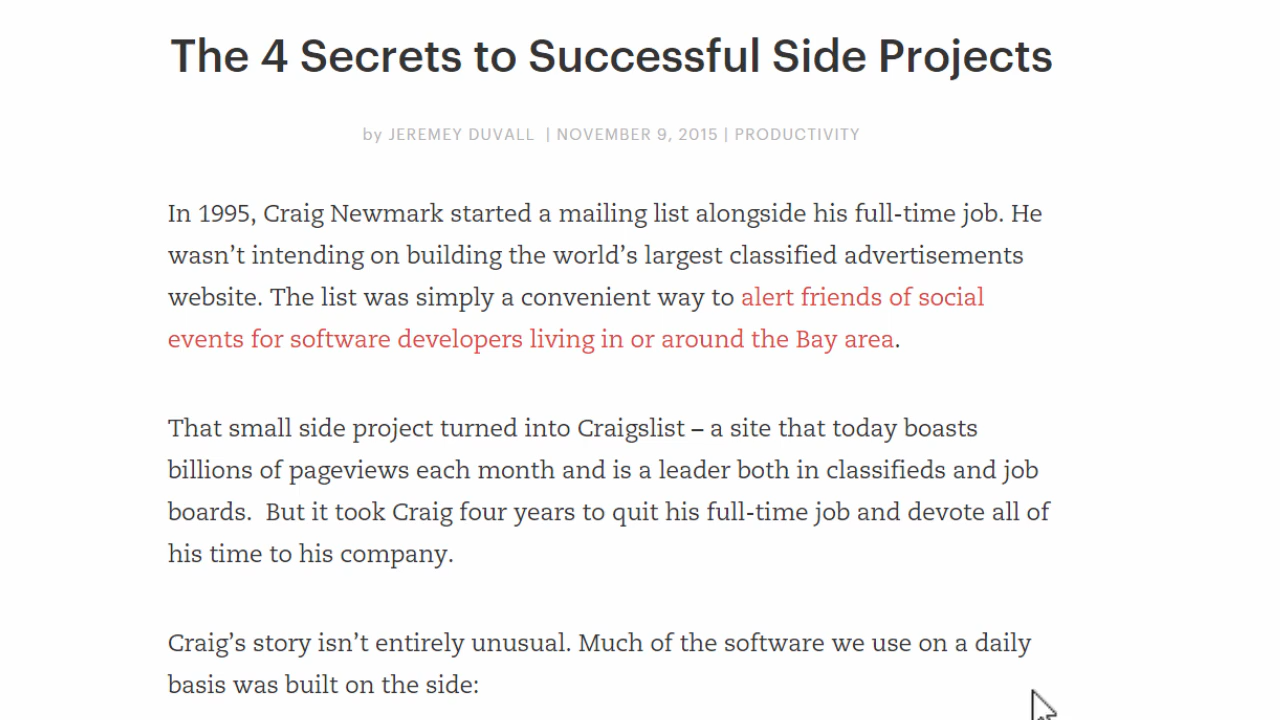 The 4 Secrets to Successful Side Projects
by JEREMEY DUVALL | NOVEMBER 9, 2015 | PRODUCTIVITY
In 1995, Craig Newmark started a mailing list alongside his full-time job. He
wasn’t intending on building the world’s largest classified advertisements
website. The list was simply a convenient way to alert friends of social
events for software developers living in or around the Bay area.
That small side project turned into Craigslist – a site that today boasts
billions of pageviews each month and is a leader both in classifieds and job
boards.  But it took Craig four years to quit his full-time job and devote all of
his time to his company.
Craig’s story isn’t entirely unusual. Much of the software we use on a daily
basis was built on the side: